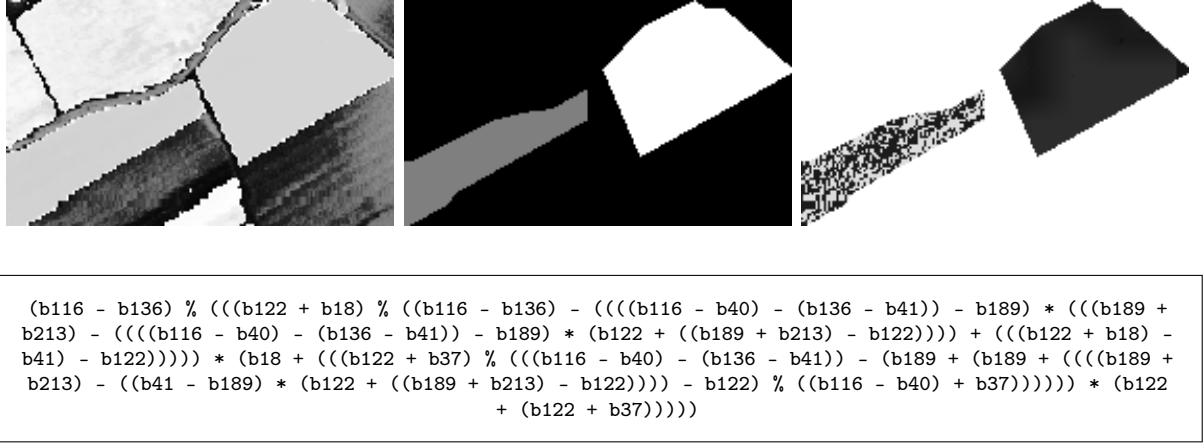 (b116 - b136) % (((b122 + b18) % ((b116 - b136) - ((((b116 - b40) - (b136 - b41)) - b189) * (((b189 +
b213) - ((((b116 - b40) - (b136 - b41)) - b189) * (b122 + ((b189 + b213) - b122)))) + (((b122 + b18) -
b41) - b122))))) * (b18 + (((b122 + b37) % (((b116 - b40) - (b136 - b41)) - (b189 + (b189 + ((((b189 +
b213) - ((b41 - b189) * (b122 + ((b189 + b213) - b122)))) - b122) % ((b116 - b40) + b37)))))) * (b122
+ (b122 + b37)))))